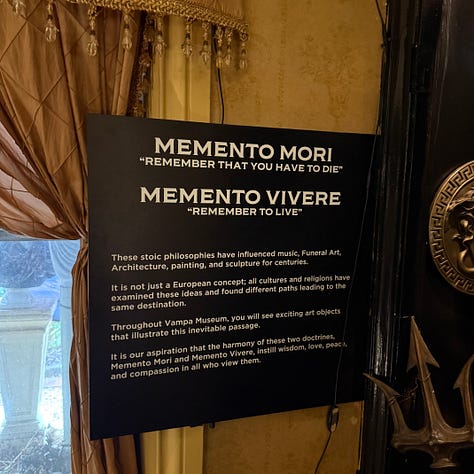 MEMENTO MORI
“REMEMBER THAT YOU HAVE TO DIE”
MEMENTO VIVERE
“REMEMBER TO LIVE”
These stoic philosophies have influenced music, Funeral Art,
Architecture, painting, and sculpture for centuries.
It is not just a European concept; all cultures and religions have
examined these ideas and found different paths leading to the
same destination.
Throughout Vampa Museum, you will see exciting art objects
that illustrate this inevitable passage.
It is our aspiration that the harmony of these two doctrines,
Memento Mori and Memento Vivere, instill wisdom, love, peace,
and compassion in all who view them.